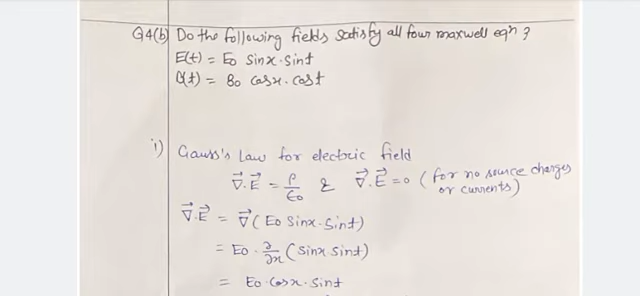 Q4(b) Do the following fields satisfy all four maxwell eqn ?
E(t) = E₀ sinx·sint
B(t) = B₀ cosx·cost
i) Gauss's Law for electric field
∇⃗·E⃗ = ρ/ε₀ & ∇⃗·E⃗ = 0 (for no source charges
or currents)
∇⃗·E⃗ = ∇⃗(E₀ Sinx·Sint)
= E₀·∂/∂x (Sinx Sint)
= E₀·Cosx·Sint